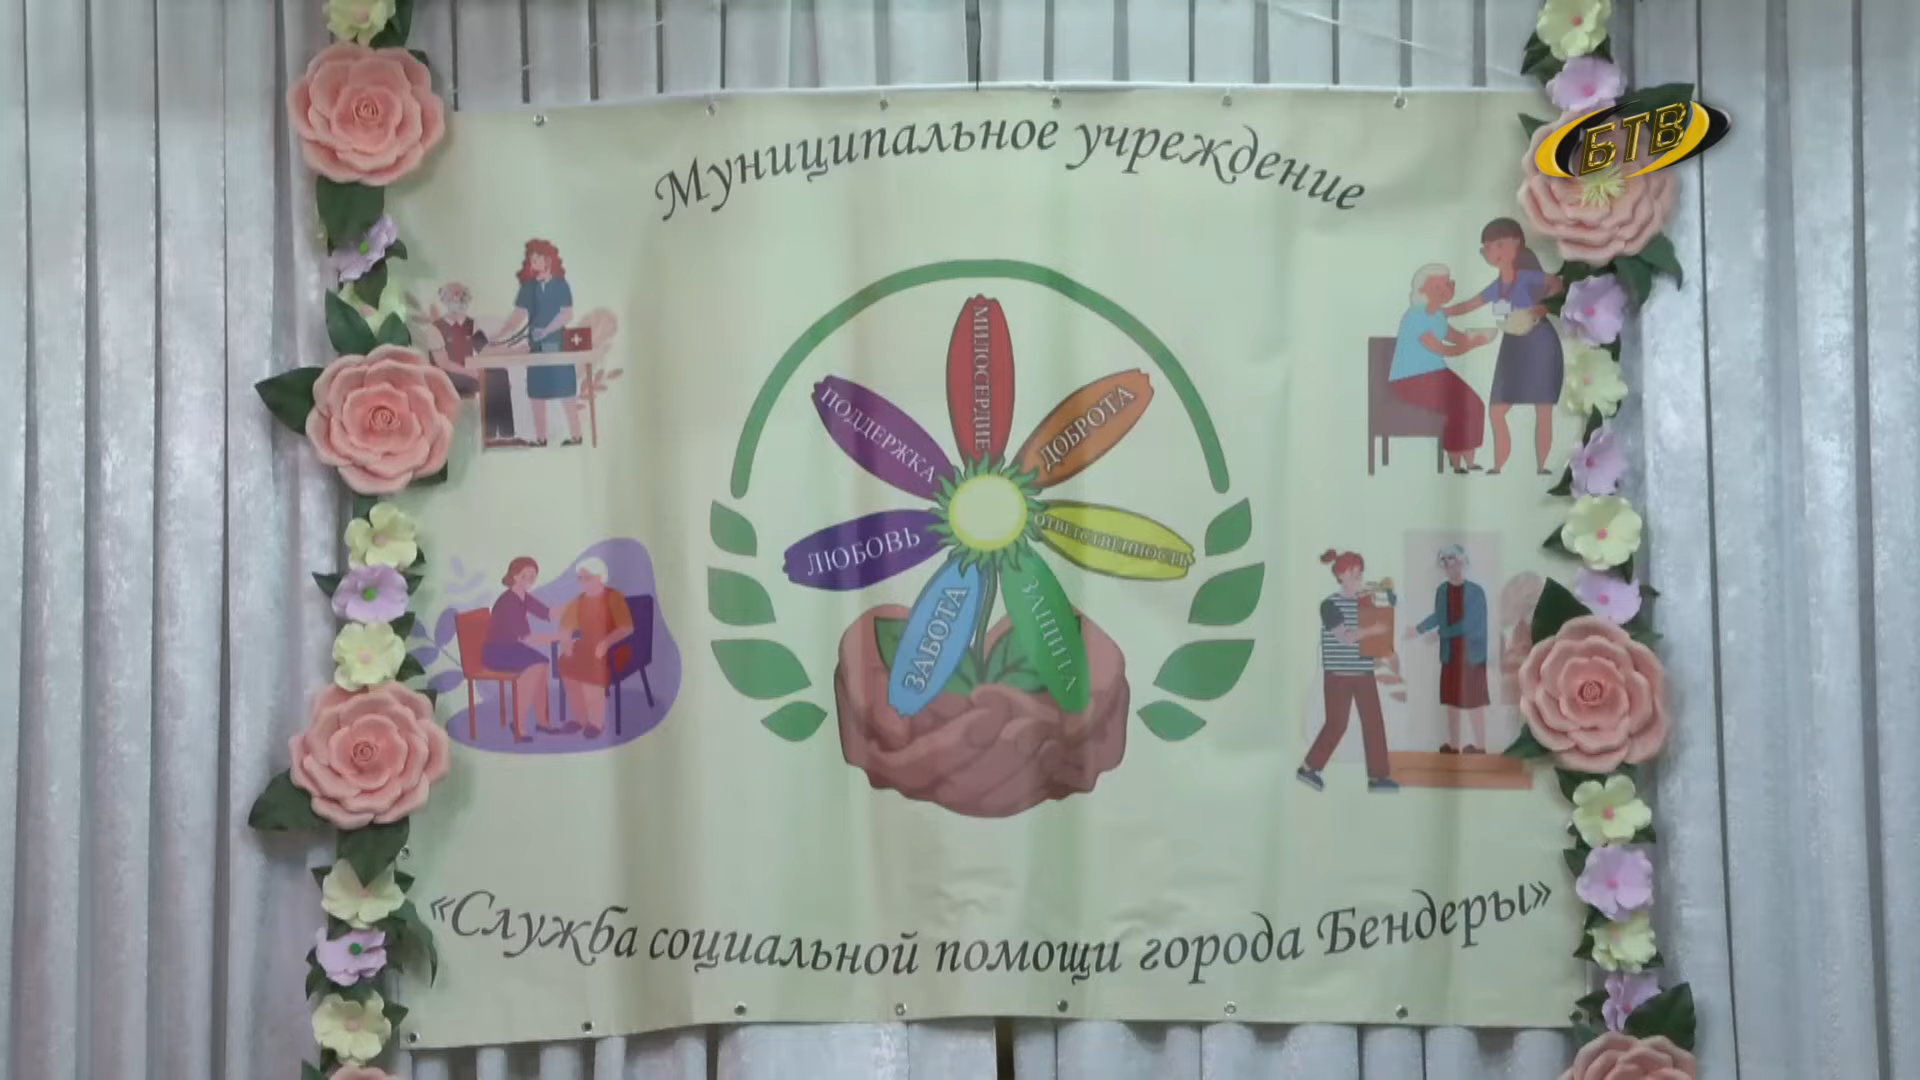 Муниципальное учреждение
БТВ
МИЛОСЕРДИЕ
ДОБРОТА
ОТВЕТСТВЕННОСТЬ
ЗАЩИТА
ЗАБОТА
ЛЮБОВЬ
ПОДДЕРЖКА
«Служба социальной помощи города Бендеры»